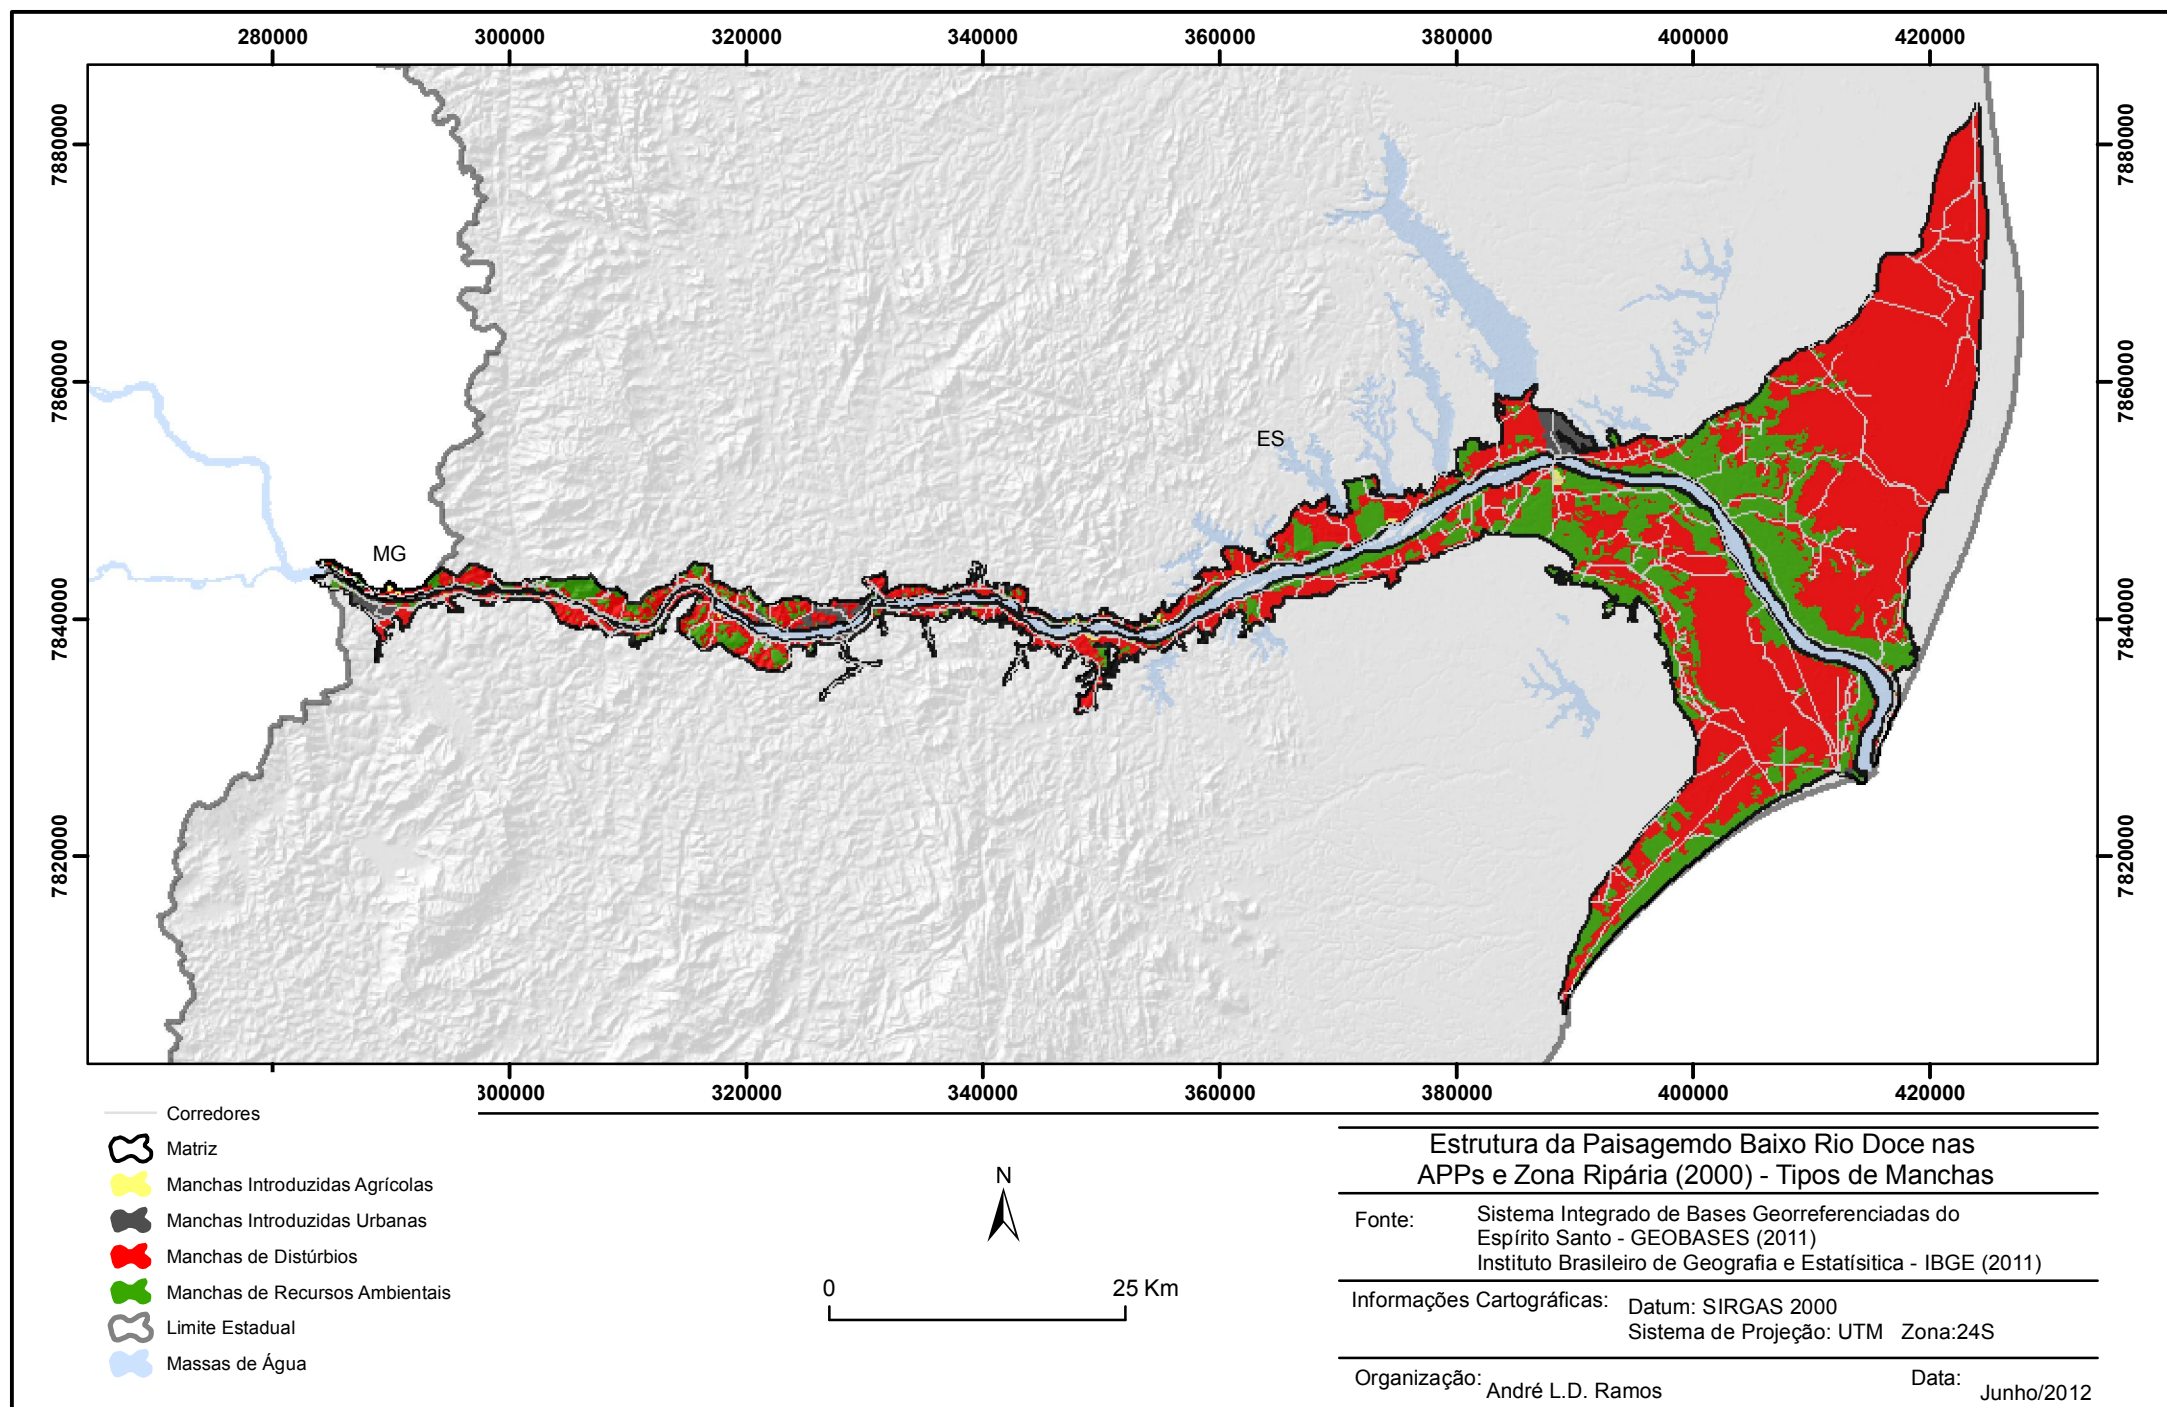 280000 300000 320000 340000 360000 380000 400000 420000
7880000 7880000
7860000 7860000
ES
MG
7840000 7840000
7820000 7820000
300000 320000 340000 360000 380000 400000 420000
Corredores
Matriz
Manchas Introduzidas Agrícolas
Manchas Introduzidas Urbanas
Manchas de Distúrbios
Manchas de Recursos Ambientais
Limite Estadual
Massas de Água
N
0 25 Km
Estrutura da Paisagemdo Baixo Rio Doce nas
APPs e Zona Ripária (2000) - Tipos de Manchas
Fonte: Sistema Integrado de Bases Georreferenciadas do
Espírito Santo - GEOBASES (2011)
Instituto Brasileiro de Geografia e Estatísitica - IBGE (2011)
Informações Cartográficas: Datum: SIRGAS 2000
Sistema de Projeção: UTM Zona:24S
Organização: André L.D. Ramos
Data: Junho/2012